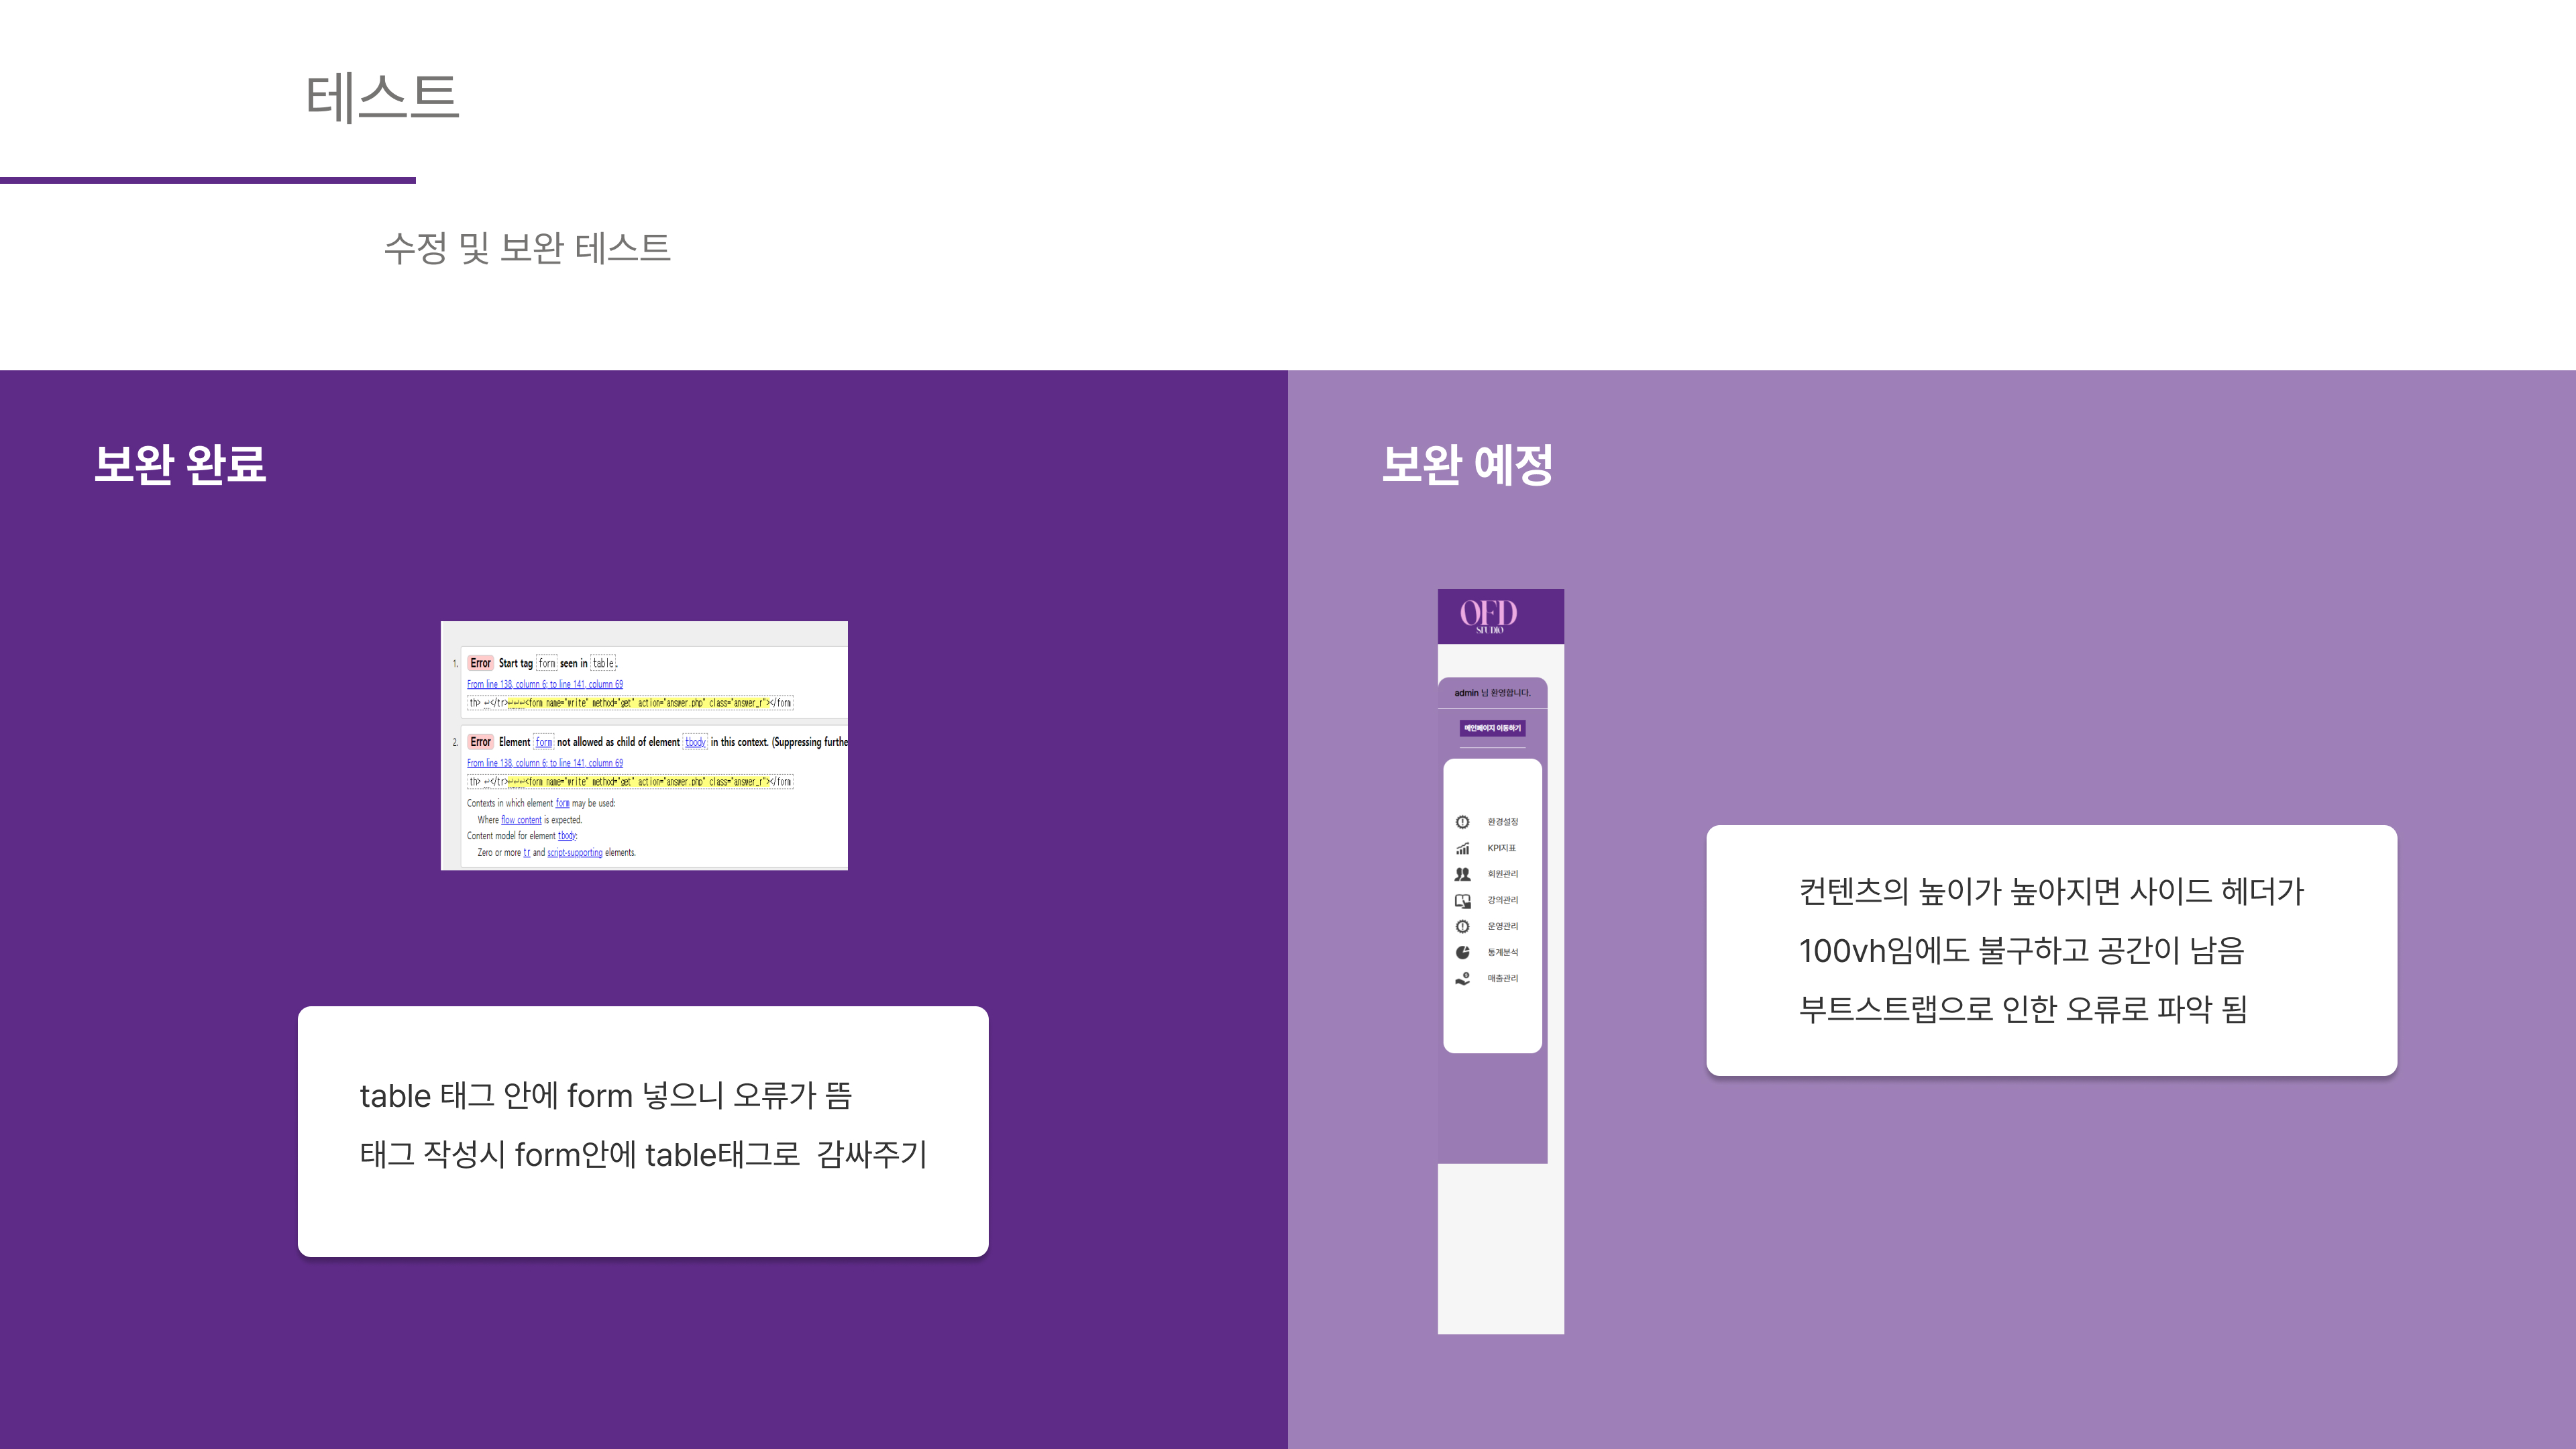 테스트
수정 및 보완 테스트
보완 완료
1. Error Start tag form seen in table.
From line 138, column 6; to line 141, column 69
th> ↩</tr>↩↩↩<form name="write" method="get" action="answer.php" class="answer_r"></form
2. Error Element form not allowed as child of element tbody in this context. (Suppressing furthe
From line 138, column 6; to line 141, column 69
th> ↩</tr>↩↩↩<form name="write" method="get" action="answer.php" class="answer_r"></form
Contexts in which element form may be used:
Where flow content is expected.
Content model for element tbody:
Zero or more tr and script-supporting elements.
table 태그 안에 form 넣으니 오류가 뜸
태그 작성시 form안에 table태그로 감싸주기
보완 예정
OFD
STUDIO
admin 님 환영합니다.
메인페이지 이동하기
환경설정
KPI지표
회원관리
강의관리
운영관리
통계분석
매출관리
컨텐츠의 높이가 높아지면 사이드 헤더가
100vh임에도 불구하고 공간이 남음
부트스트랩으로 인한 오류로 파악 됨